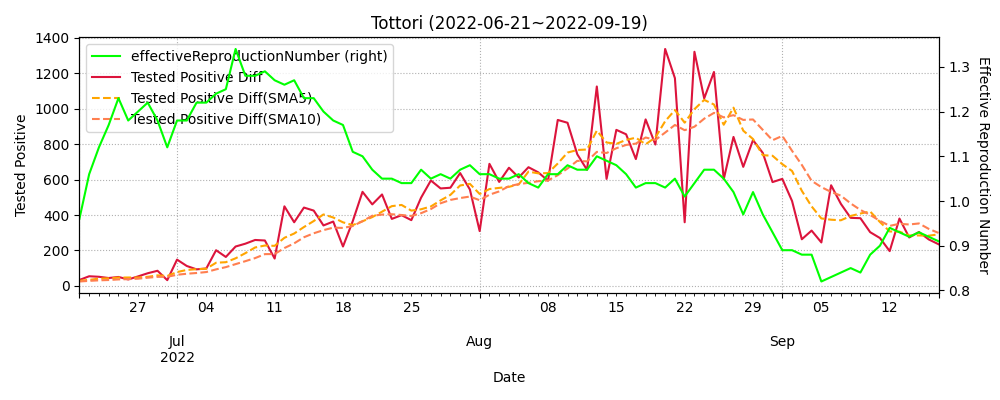 Tottori (2022-06-21~2022-09-19)
effectiveReproductionNumber (right)
Tested Positive Diff
Tested Positive Diff(SMA5)
Tested Positive Diff(SMA10)
Tested Positive
1400
1200
1000
800
600
400
200
0
1.3
1.2
1.1
1.0
0.9
0.8
Effective Reproduction Number
27 04 11 18 25 08 15 22 29 05 12
Jul Aug Sep
2022
Date